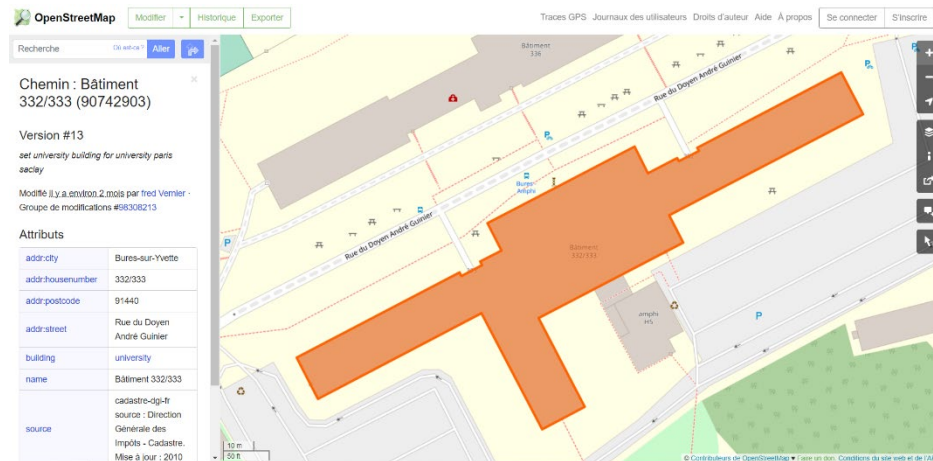 OpenStreetMap Modifier Historique Exporter Traces GPS Journaux des utilisateurs Droits d'auteur Aide À propos Se connecter S'inscrire
Recherche Où est-ce ? Aller
Chemin : Bâtiment
332/333 (90742903)
Version #13
set university building for university paris
saclay
Modifié il y a environ 2 mois par fred Vernier ·
Groupe de modifications #98308213
Attributs
addr:city Bures-sur-Yvette
addr:housenumber 332/333
addr:postcode 91440
addr:street Rue du Doyen
André Guinier
building university
name Bâtiment 332/333
source cadastre-dgi-fr
source : Direction
Générale des
Impôts - Cadastre.
Mise à jour : 2010
Bâtiment
336
Rue du Doyen André Guinier
Bures-
Amphi
Rue du Doyen André Guinier
Bâtiment
332/333
amphi
P
P
10 m
50 ft
© Contributeurs de OpenStreetMap ♥ Faire un don. Conditions du site web et de l'A